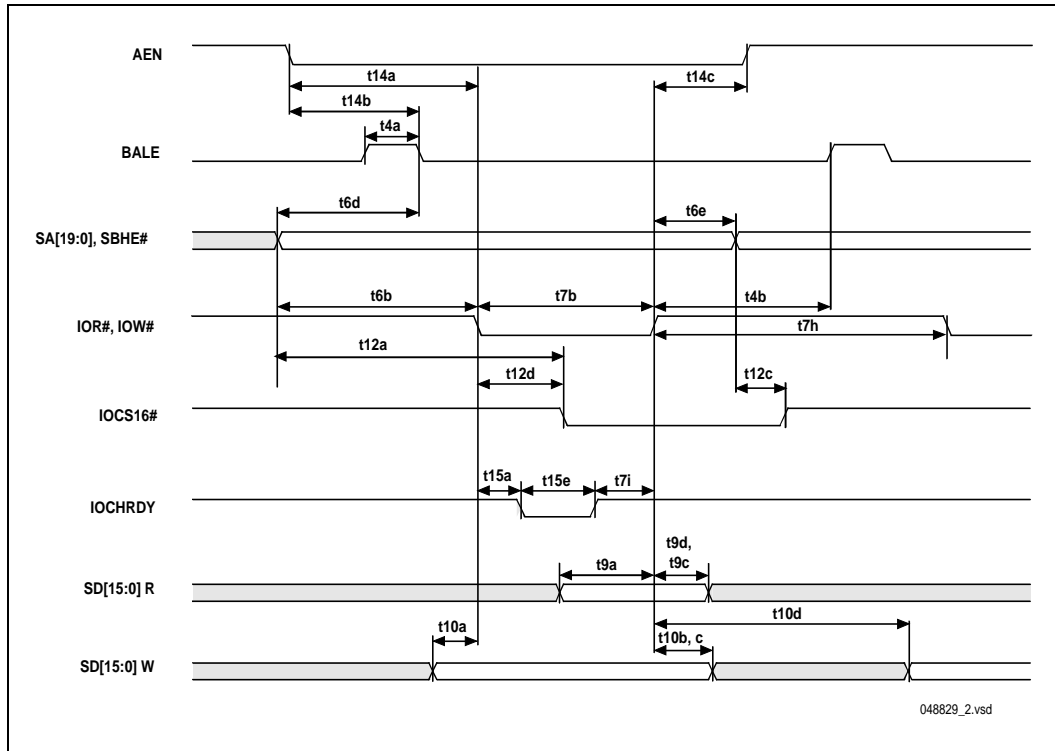 AEN
t14a
t14c
t14b
t4a
BALE
t6d
t6e
SA[19:0], SBHE#
t6b
t7b
t4b
IOR#, IOW#
t7h
t12a
t12d
t12c
IOCS16#
t15a
t15e
t7i
IOCHRDY
t9d,
t9c
t9a
SD[15:0] R
t10d
t10a
t10b, c
SD[15:0] W
048829_2.vsd